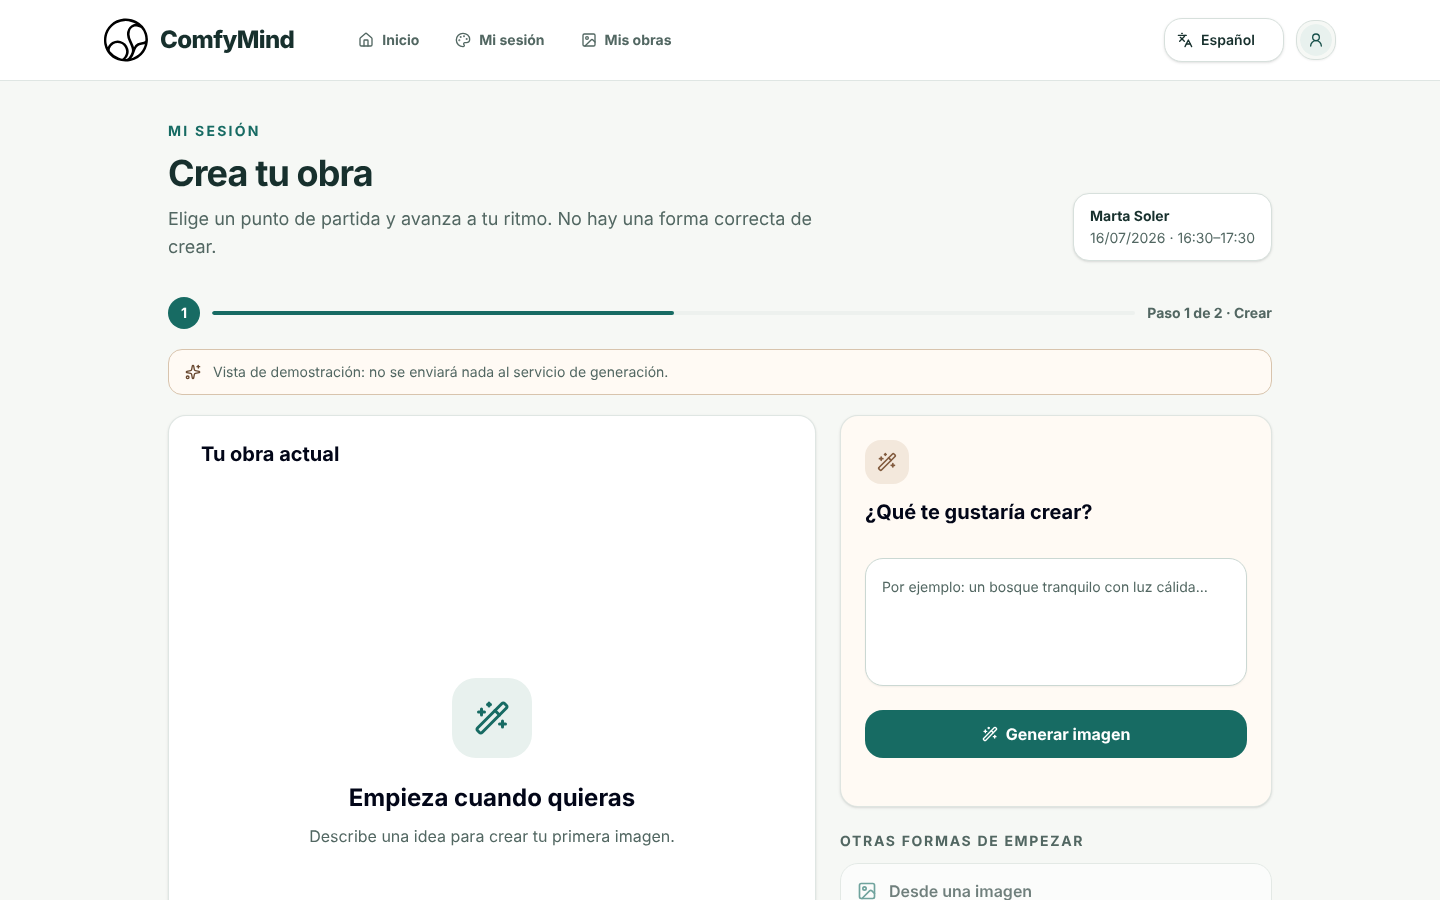 ComfyMind
Inicio
Mi sesión
Mis obras
Español
MI SESIÓN
Crea tu obra
Elige un punto de partida y avanza a tu ritmo. No hay una forma correcta de
crear.
Marta Soler
16/07/2026 · 16:30–17:30
1
Paso 1 de 2 · Crear
Vista de demostración: no se enviará nada al servicio de generación.
Tu obra actual
Empieza cuando quieras
Describe una idea para crear tu primera imagen.
¿Qué te gustaría crear?
Por ejemplo: un bosque tranquilo con luz cálida...
Generar imagen
OTRAS FORMAS DE EMPEZAR
Desde una imagen